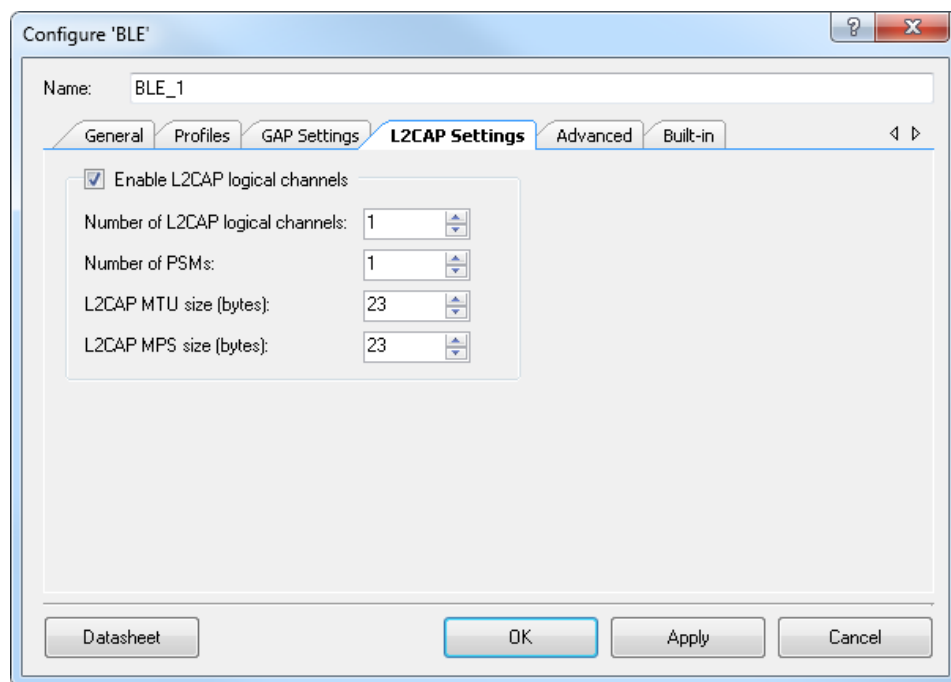 Configure 'BLE'
?
Name: BLE_1
General Profiles GAP Settings L2CAP Settings Advanced Built-in
Enable L2CAP logical channels
Number of L2CAP logical channels: 1
Number of PSMs: 1
L2CAP MTU size (bytes): 23
L2CAP MPS size (bytes): 23
Datasheet OK Apply Cancel